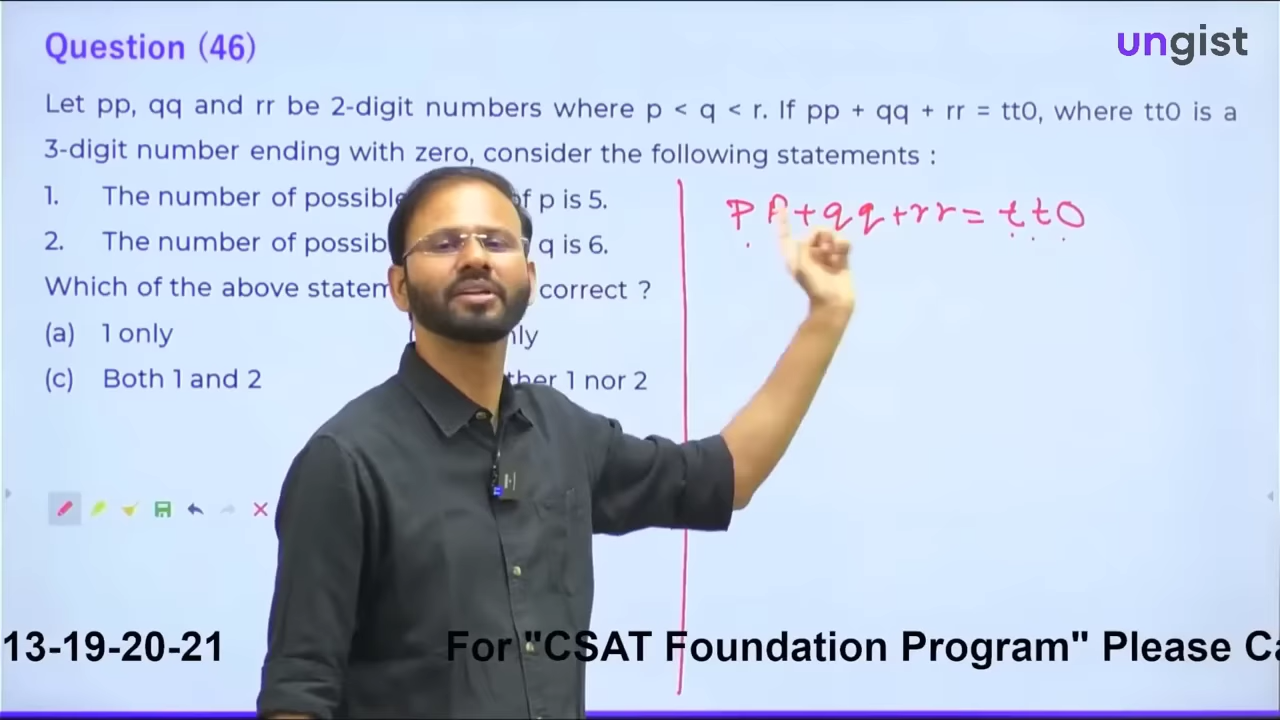 Question (46)
ungist
Let pp, qq and rr be 2-digit numbers where p < q < r. If pp + qq + rr = tt0, where tt0 is a
3-digit number ending with zero, consider the following statements :
1. The number of possible of p is 5.
2. The number of possib q is 6.
Which of the above statem correct ?
(a) 1 only nly
(c) Both 1 and 2 ther 1 nor 2
pp+qq+rr= tt0
13-19-20-21 For "CSAT Foundation Program" Please Ca